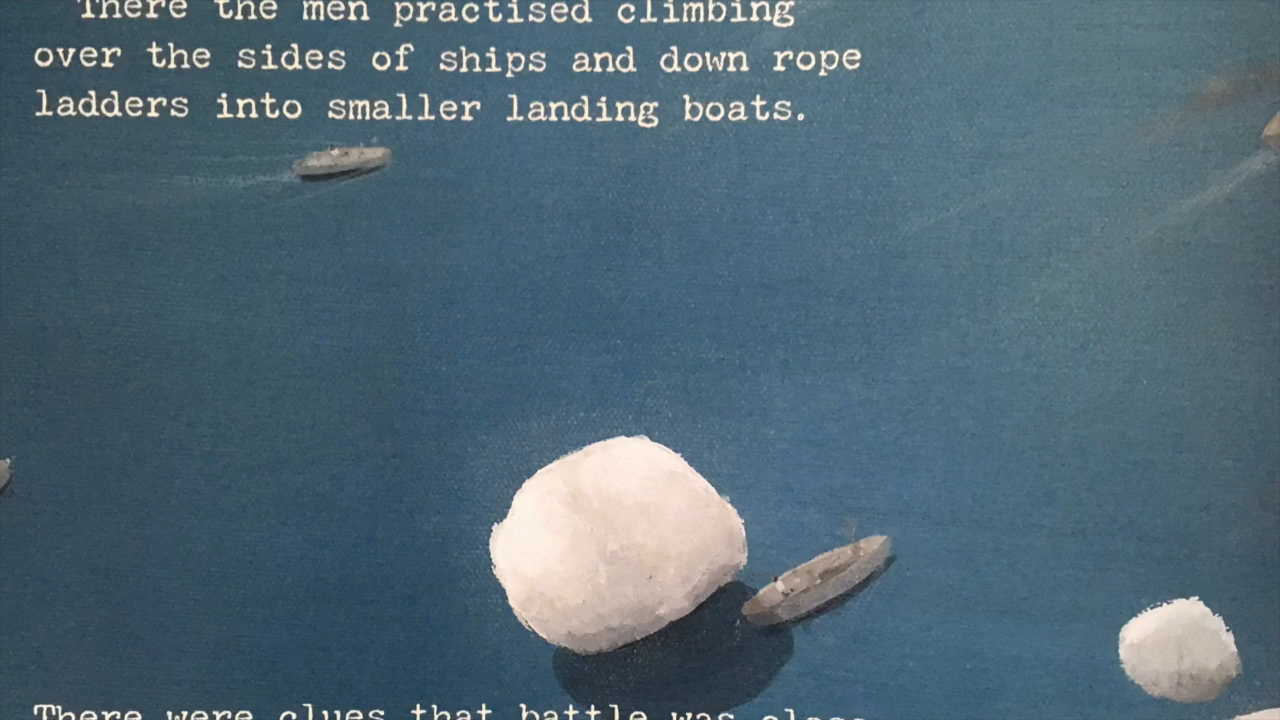 There the men practised climbing
over the sides of ships and down rope
ladders into smaller landing boats.
There were clues that battle was close